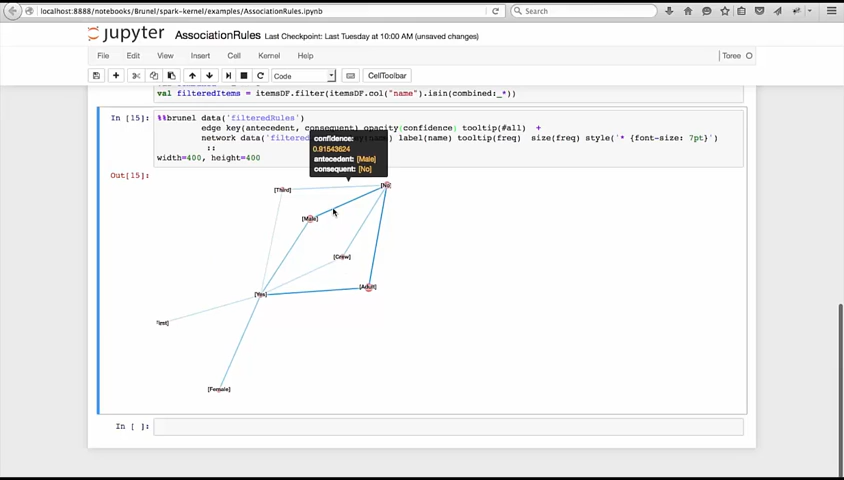 localhost:8888/notebooks/Brunel/spark-kernel/examples/AssociationRules.ipynb
Search
jupyter AssociationRules Last Checkpoint: Last Tuesday at 10:00 AM (unsaved changes)
File Edit View Insert Cell Kernel Help
Toree
Code
CellToolbar
val filteredItems = itemsDF.filter(itemsDF.col("name").isin(combined:_*))
In [15]:
%%brunel data('filteredRules')
edge key(antecedent, consequent) opacity(confidence) tooltip(#all) +
network data('filtered label(name) tooltip(freq) size(freq) style('* {font-size: 7pt}')
::
width=400, height=400
confidence:
0.91543624
antecedent: [Male]
consequent: [No]
Out[15]:
[Third]
[No]
[Male]
[Crew]
[Adult]
[Yes]
[Female]
In [ ]: